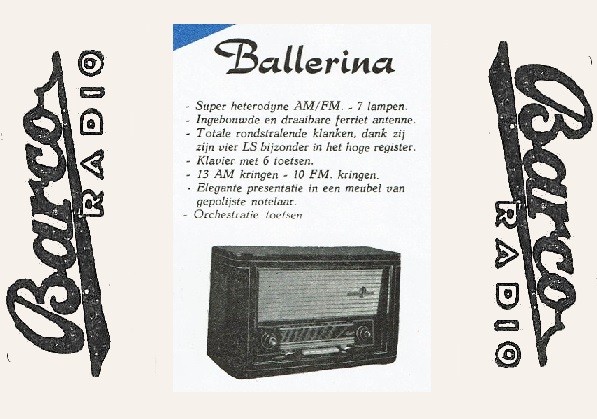 Barco
RADIO
Ballerina
- Super heterodyne AM/FM. - 7 lampen.
- Ingebouwde en draaibare ferriet antenne.
- Totale rondstralende klanken, dank zij
zijn vier LS bijzonder in het hoge register.
- Klavier met 6 toetsen.
- 13 AM kringen - 10 FM. kringen.
- Elegante presentatie in een meubel van
gepolijste notelaar.
- Orchestratie toetsen
Barco
RADIO